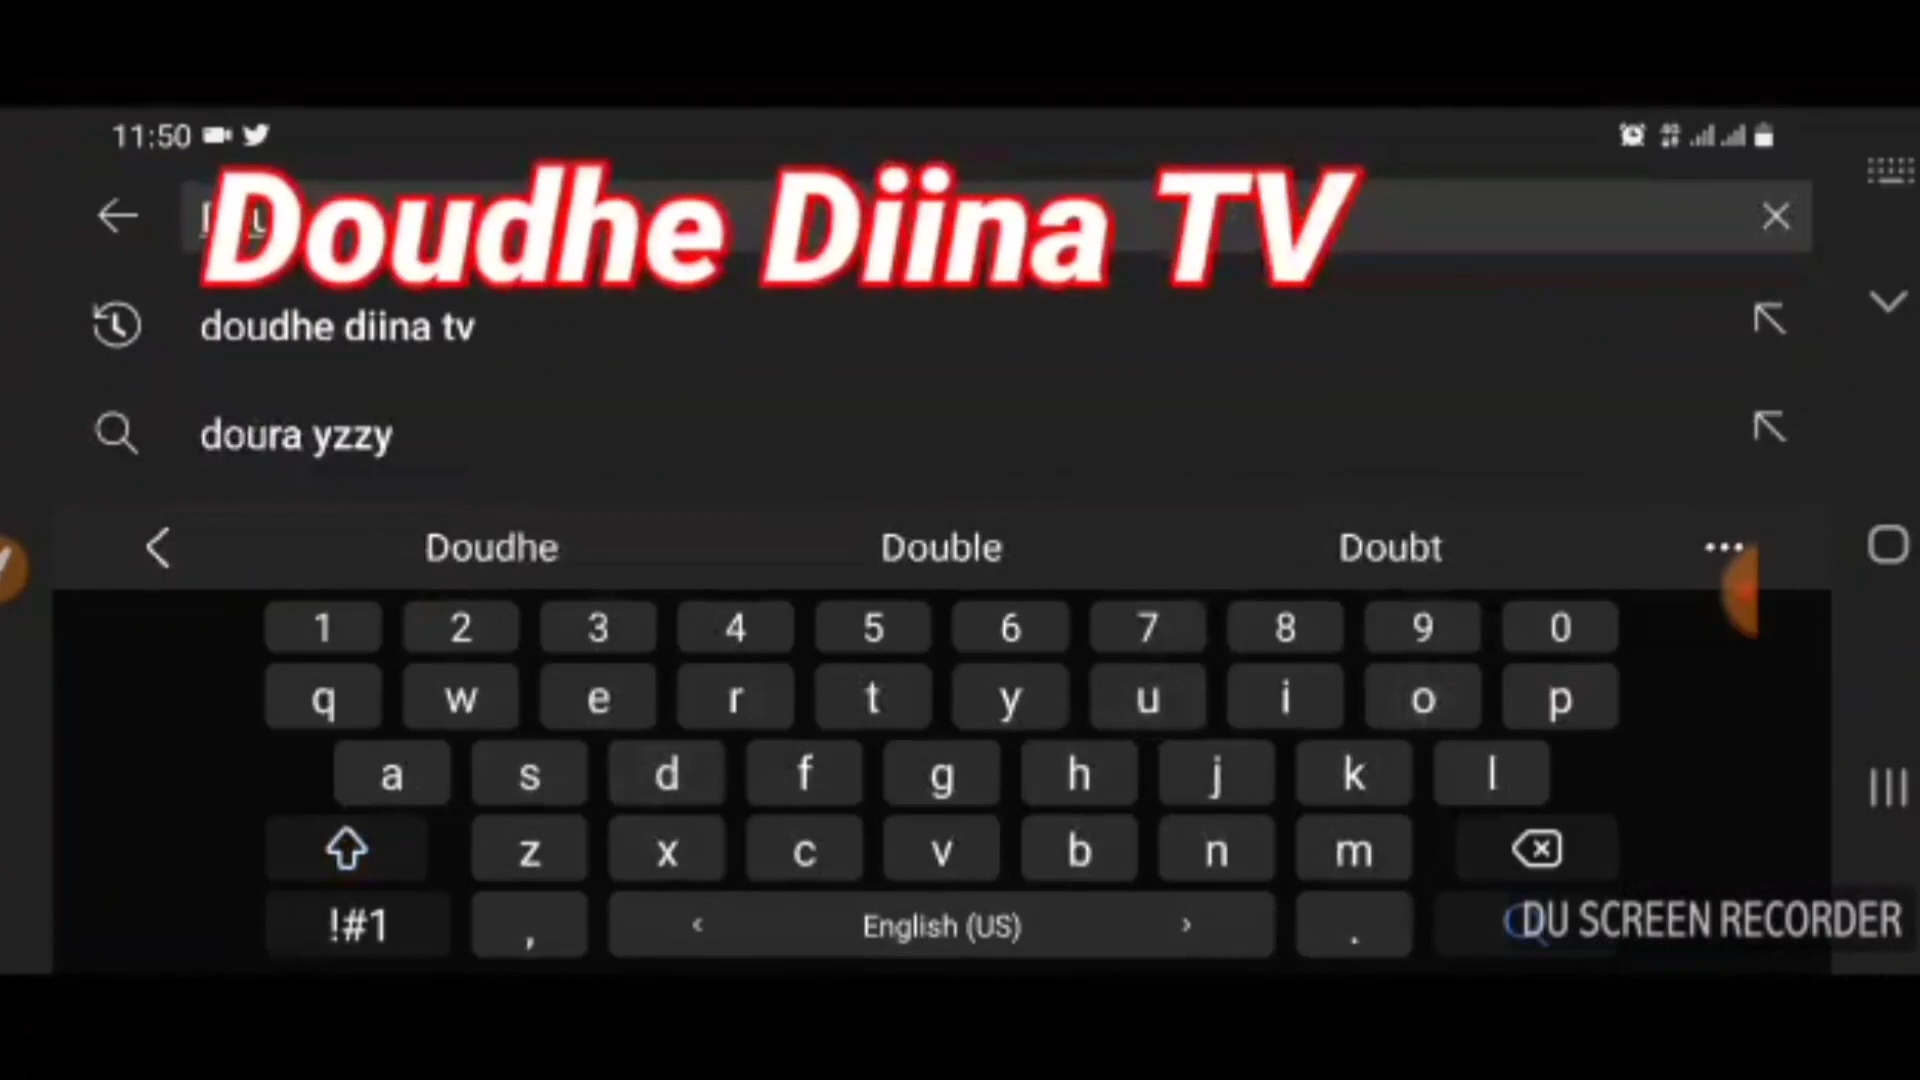 11:50
Doudhe Diina TV
doudhe diina tv
doura yzzy
Doudhe Double Doubt
1 2 3 4 5 6 7 8 9 0
q w e r t y u i o p
a s d f g h j k l
z x c v b n m
!#1 , English (US) .
DU SCREEN RECORDER